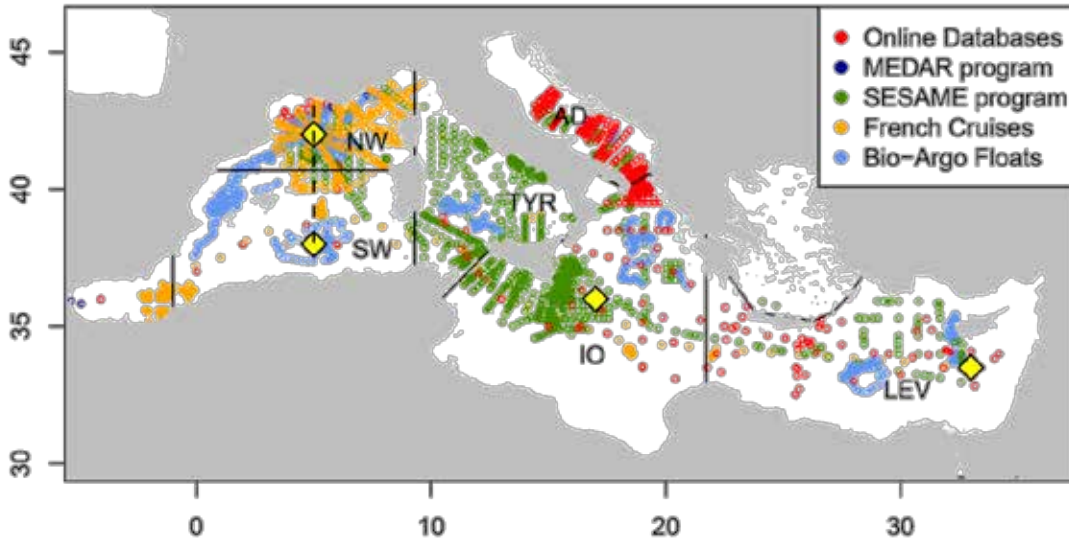 45
40
35
30
0
10
20
30
Online Databases
MEDAR program
SESAME program
French Cruises
Bio-Argo Floats
NW
AD
TYR
SW
IO
LEV